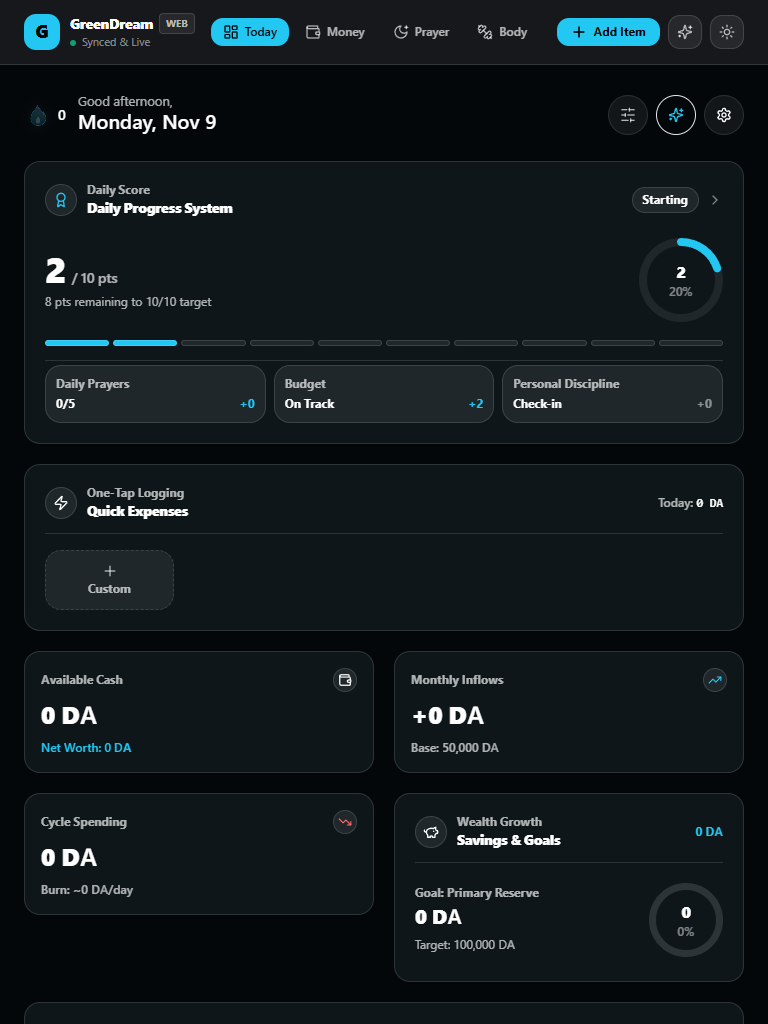 G
GreenDream WEB
Synced & Live
Today
Money
Prayer
Body
Add Item
0
Good afternoon,
Monday, Nov 9
Daily Score
Daily Progress System
Starting
2 / 10 pts
8 pts remaining to 10/10 target
2
20%
Daily Prayers
0/5 +0
Budget
On Track +2
Personal Discipline
Check-in +0
One-Tap Logging
Quick Expenses
Today: 0 DA
Custom
Available Cash
0 DA
Net Worth: 0 DA
Monthly Inflows
+0 DA
Base: 50,000 DA
Cycle Spending
0 DA
Burn: ~0 DA/day
Wealth Growth
Savings & Goals
0 DA
Goal: Primary Reserve
0 DA
Target: 100,000 DA
0
0%